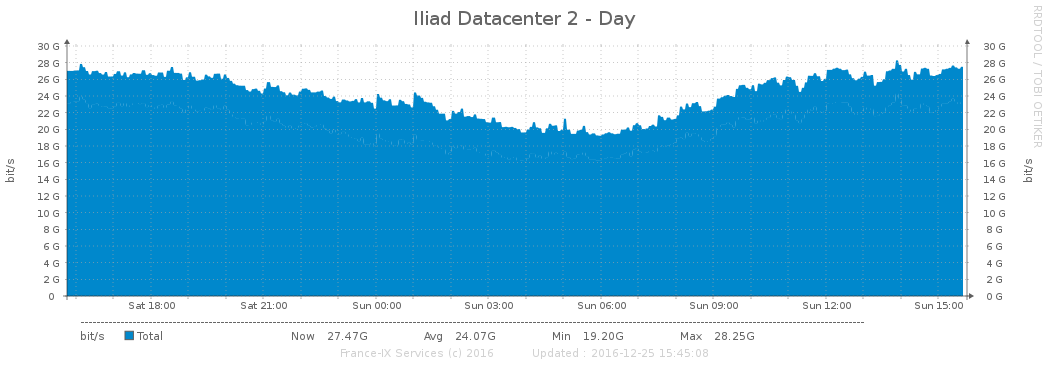 Iliad Datacenter 2 - Day
RRDTOOL / TOBI OETIKER
30 G 30 G
28 G 28 G
26 G 26 G
24 G 24 G
22 G 22 G
20 G 20 G
18 G 18 G
16 G 16 G
14 G 14 G
12 G 12 G
10 G 10 G
8 G 8 G
6 G 6 G
4 G 4 G
2 G 2 G
0 0 G
bit/s bit/s
Sat 18:00 Sat 21:00 Sun 00:00 Sun 03:00 Sun 06:00 Sun 09:00 Sun 12:00 Sun 15:00
bit/s Total Now 27.47G Avg 24.07G Min 19.20G Max 28.25G
France-IX Services (c) 2016 Updated : 2016-12-25 15:45:08